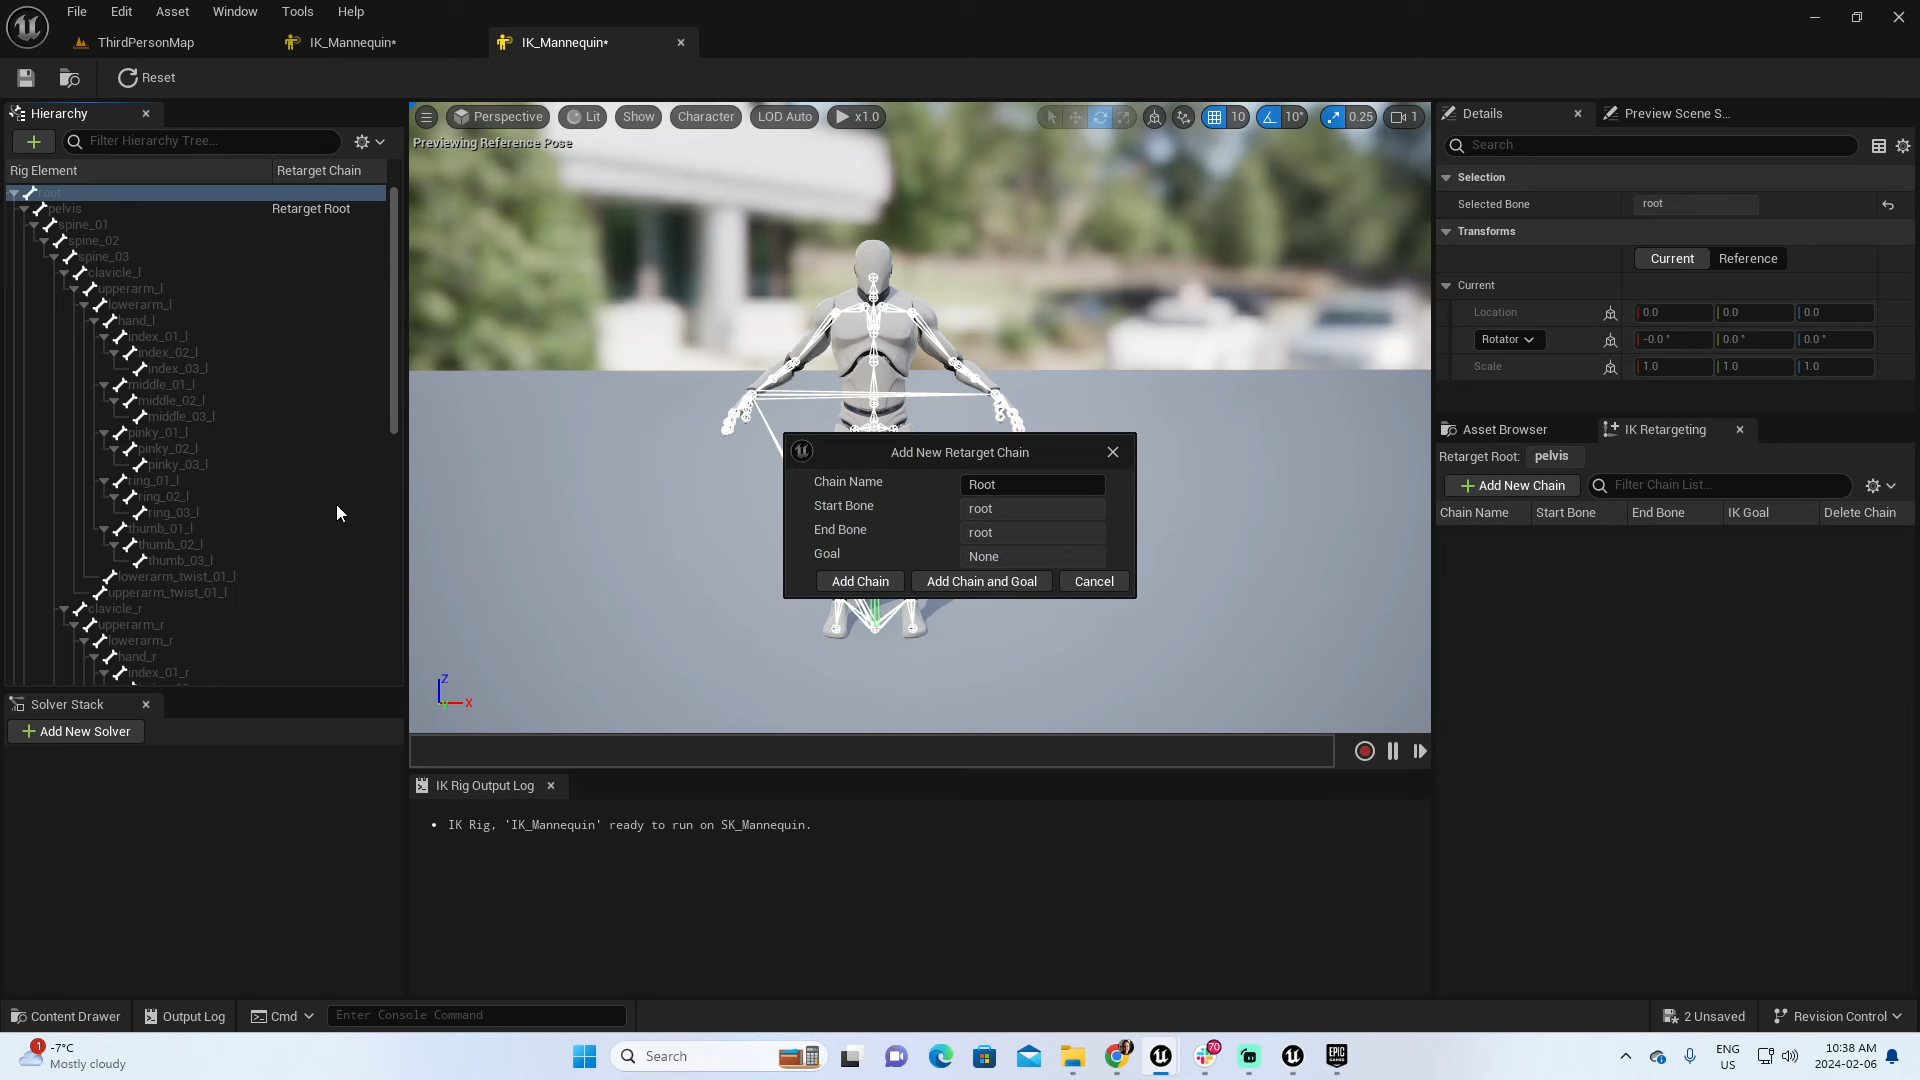 File Edit Asset Window Tools Help
ThirdPersonMap
IK_Mannequin*
IK_Mannequin*
Reset
Hierarchy
Filter Hierarchy Tree...
Rig Element
Retarget Chain
root
pelvis
Retarget Root
spine_01
spine_02
spine_03
clavicle_l
upperarm_l
lowerarm_l
hand_l
index_01_l
index_02_l
index_03_l
middle_01_l
middle_02_l
middle_03_l
pinky_01_l
pinky_02_l
pinky_03_l
ring_01_l
ring_02_l
ring_03_l
thumb_01_l
thumb_02_l
thumb_03_l
lowerarm_twist_01_l
upperarm_twist_01_l
clavicle_r
upperarm_r
lowerarm_r
hand_r
index_01_r
Solver Stack
Add New Solver
Perspective Lit Show Character LOD Auto x1.0
10 10° 0.25 1
Previewing Reference Pose
Z
X
Add New Retarget Chain
Chain Name Root
Start Bone root
End Bone root
Goal None
Add Chain Add Chain and Goal Cancel
IK Rig Output Log
• IK Rig, 'IK_Mannequin' ready to run on SK_Mannequin.
Details
Preview Scene S...
Search
Selection
Selected Bone root
Transforms
Current Reference
Current
Location 0.0 0.0 0.0
Rotator -0.0 ° 0.0 ° 0.0 °
Scale 1.0 1.0 1.0
Asset Browser
IK Retargeting
Retarget Root: pelvis
Add New Chain
Filter Chain List...
Chain Name Start Bone End Bone IK Goal Delete Chain
Content Drawer
Output Log
Cmd
Enter Console Command
2 Unsaved
Revision Control
1
-7°C
Mostly cloudy
Search
70
EPIC GAMES
ENG
US
10:38 AM
2024-02-06